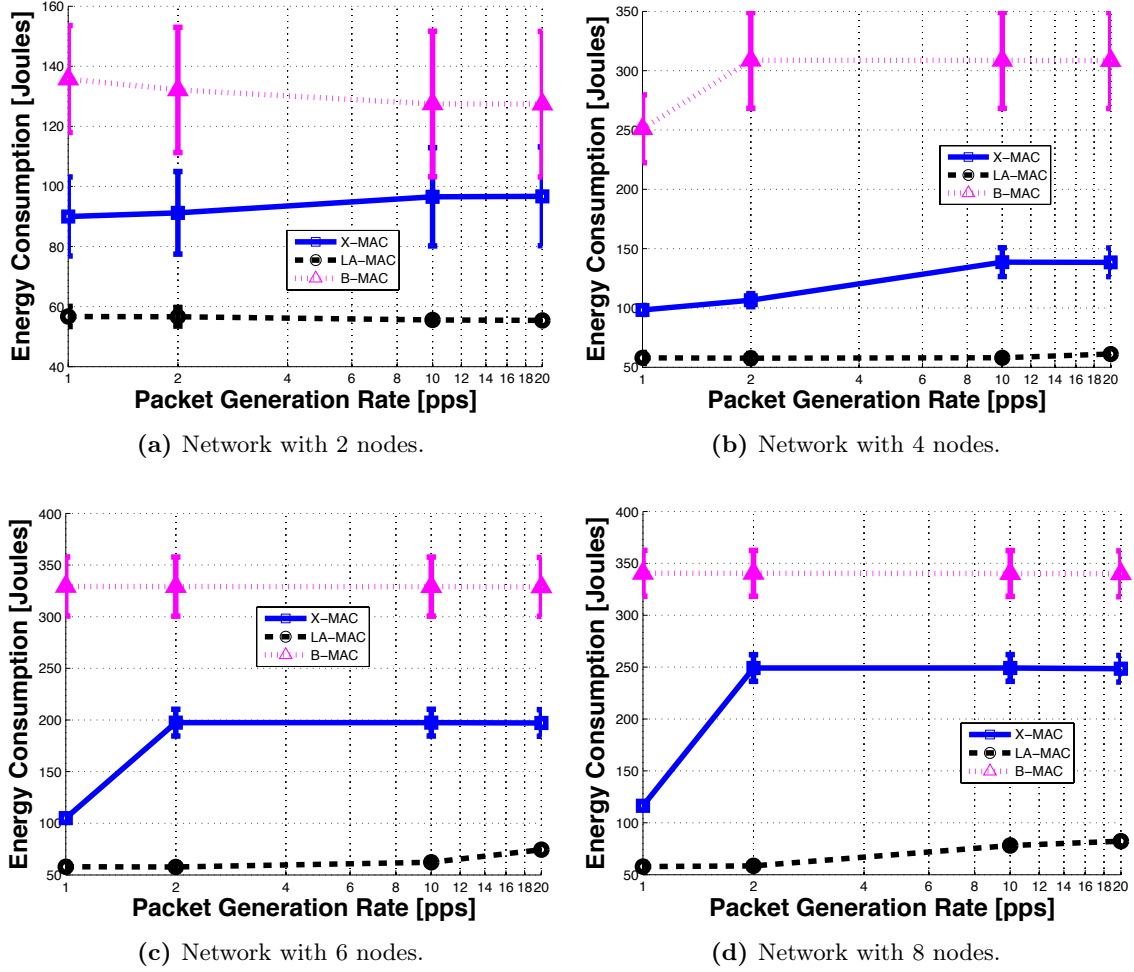 160
140
120
100
80
60
40
Energy Consumption [Joules]
X-MAC
LA-MAC
B-MAC
1 2 4 6 8 10 12 14 16 18 20
Packet Generation Rate [pps]
(a) Network with 2 nodes.
350
300
250
200
150
100
50
Energy Consumption [Joules]
X-MAC
LA-MAC
B-MAC
1 2 4 6 8 10 12 14 16 18 20
Packet Generation Rate [pps]
(b) Network with 4 nodes.
400
350
300
250
200
150
100
50
Energy Consumption [Joules]
X-MAC
LA-MAC
B-MAC
1 2 4 6 8 10 12 14 16 18 20
Packet Generation Rate [pps]
(c) Network with 6 nodes.
400
350
300
250
200
150
100
50
Energy Consumption [Joules]
X-MAC
LA-MAC
B-MAC
1 2 4 6 8 10 12 14 16 18 20
Packet Generation Rate [pps]
(d) Network with 8 nodes.